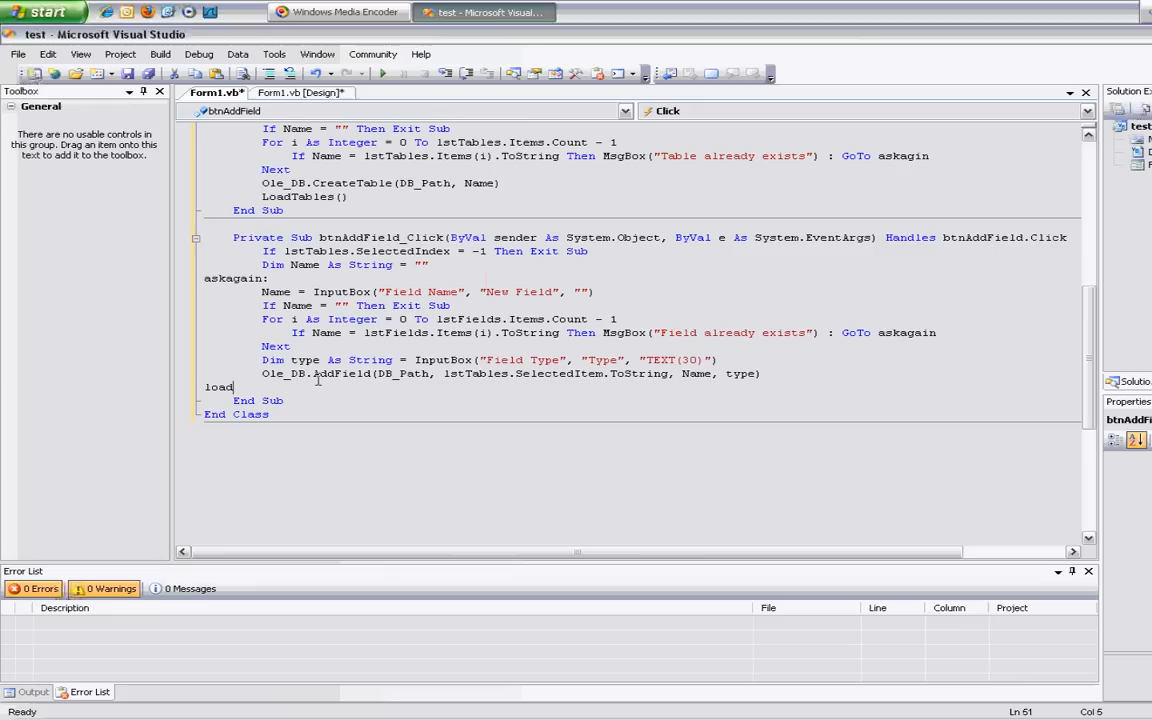 start
Windows Media Encoder
test - Microsoft Visual...
test - Microsoft Visual Studio
File Edit View Project Build Debug Data Tools Window Community Help
Toolbox
Form1.vb*
Form1.vb [Design]*
Solution Ex
General
btnAddField
Click
There are no usable controls in
this group. Drag an item onto this
text to add it to the toolbox.
test
If Name = "" Then Exit Sub
For i As Integer = 0 To lstTables.Items.Count - 1
If Name = lstTables.Items(i).ToString Then MsgBox("Table already exists") : GoTo askagin
Next
Ole_DB.CreateTable(DB_Path, Name)
LoadTables()
End Sub
Private Sub btnAddField_Click(ByVal sender As System.Object, ByVal e As System.EventArgs) Handles btnAddField.Click
If lstTables.SelectedIndex = -1 Then Exit Sub
Dim Name As String = ""
askagain:
Name = InputBox("Field Name", "New Field", "")
If Name = "" Then Exit Sub
For i As Integer = 0 To lstFields.Items.Count - 1
If Name = lstFields.Items(i).ToString Then MsgBox("Field already exists") : GoTo askagain
Next
Dim type As String = InputBox("Field Type", "Type", "TEXT(30)")
Ole_DB.AddField(DB_Path, lstTables.SelectedItem.ToString, Name, type)
load
End Sub
End Class
Solutio...
Properties
btnAddFi
Error List
0 Errors
0 Warnings
0 Messages
Description
File
Line
Column
Project
Output
Error List
Ready
Ln 51
Col 5